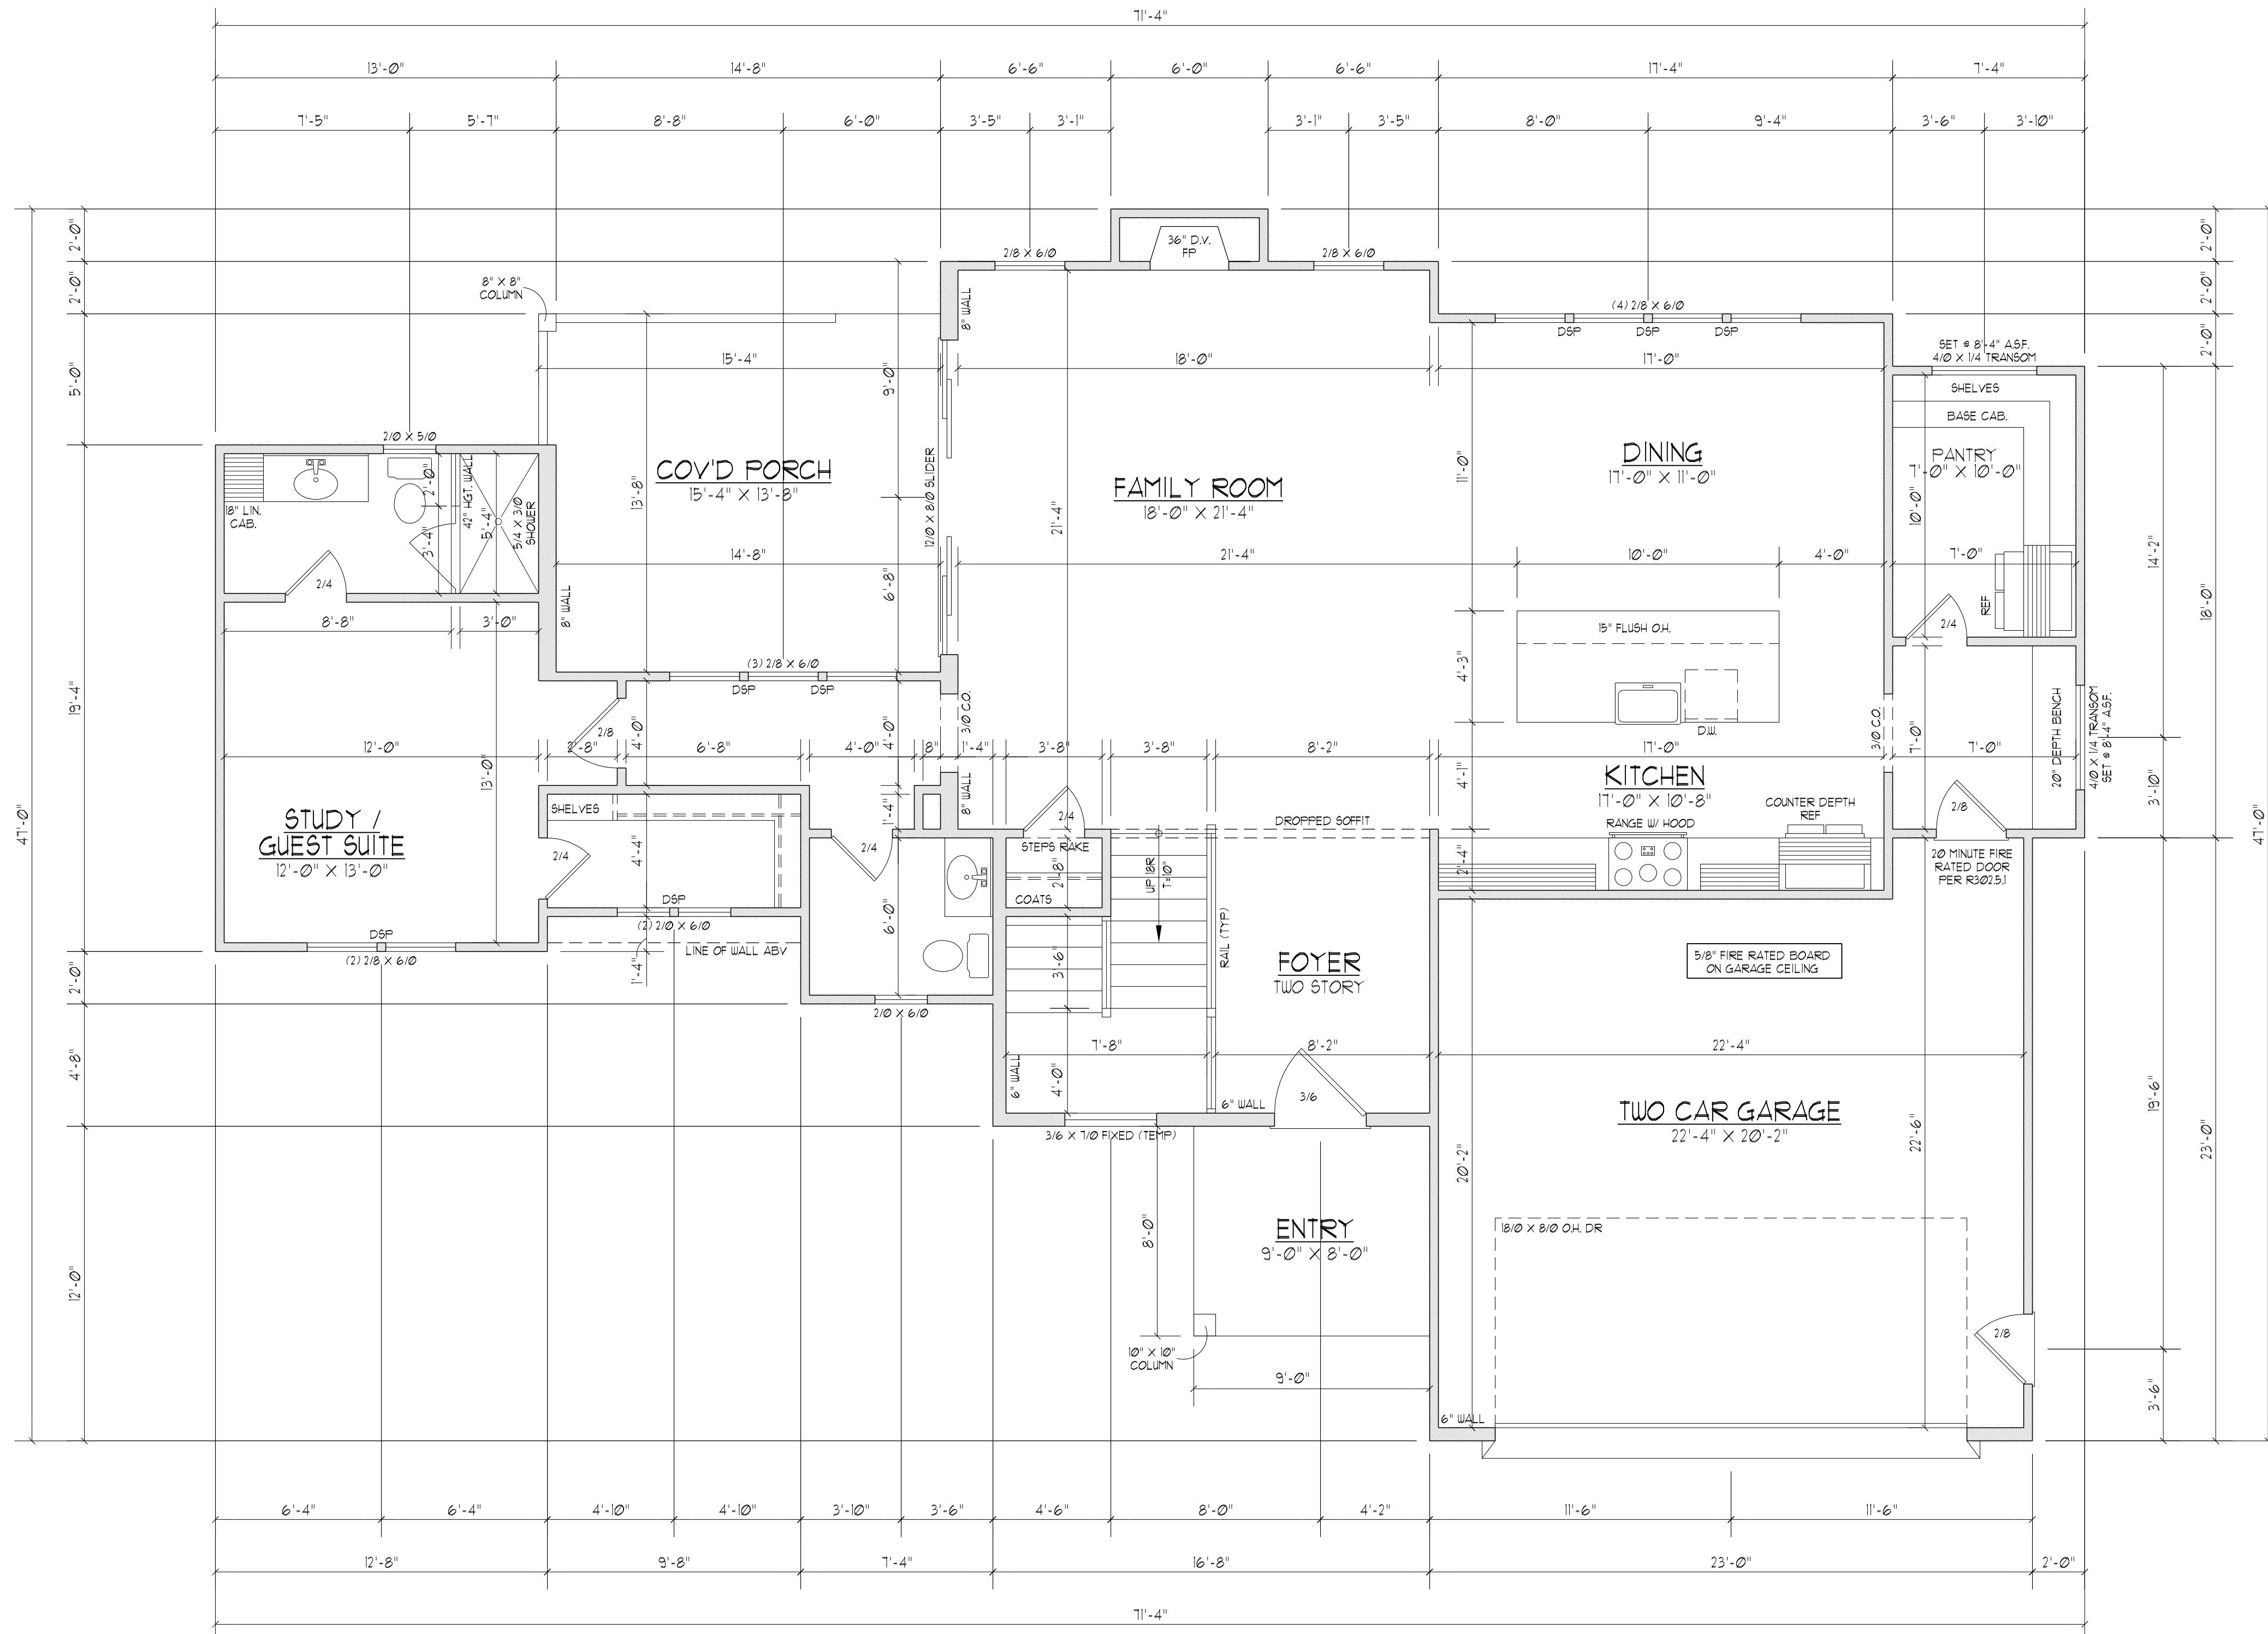 71'-4"
13'-0" 14'-8" 6'-6" 6'-0" 6'-6" 17'-4" 7'-4"
7'-5" 5'-7" 8'-8" 6'-0" 3'-5" 3'-1" 3'-1" 3'-5" 8'-0" 9'-4" 3'-6" 3'-10"
47'-0"
2'-0"
2'-0"
5'-0"
19'-4"
2'-0"
4'-8"
12'-0"
8" X 8"
COLUMN
2/8 X 6/0
36" D.V.
FP
2/8 X 6/0
(4) 2/8 X 6/0
DSP DSP DSP
SET @ 8'-4" A.S.F.
4/0 X 1/4 TRANSOM
SHELVES
BASE CAB.
PANTRY
7'-0" X 10'-0"
10'-0"
7'-0"
REF
2/4
8" WALL
15'-4"
9'-0"
18'-0"
17'-0"
2/0 X 5/0
18" LIN.
CAB.
2'-0"
3'-4"
42" HGT. WALL
5'-4"
5/4 X 3/0
SHOWER
2/4
8'-8"
3'-0"
8" WALL
COV'D PORCH
15'-4" X 13'-8"
13'-8"
14'-8"
6'-8"
12/0 X 8/0 SLIDER
(3) 2/8 X 6/0
DSP DSP
FAMILY ROOM
18'-0" X 21'-4"
21'-4"
21'-4"
DINING
17'-0" X 11'-0"
11'-0"
10'-0"
4'-0"
15" FLUSH O.H.
4'-3"
D.W.
3/0 C.O.
3/0 C.O.
7'-0"
7'-0"
20" DEPTH BENCH
4/0 X 1/4 TRANSOM
SET @ 8'-4" A.S.F.
12'-0"
2'-8"
2/8
4'-0"
6'-8"
4'-0"
4'-0"
8"
1'-4"
3'-8"
3'-8"
8'-2"
17'-0"
13'-0"
STUDY /
GUEST SUITE
12'-0" X 13'-0"
SHELVES
2/4
4'-4"
1'-4"
8" WALL
2/4
2/4
STEPS RAKE
2'-8"
COATS
UP 18R
T=10"
DROPPED SOFFIT
4'-1"
KITCHEN
17'-0" X 10'-8"
RANGE W/ HOOD
COUNTER DEPTH
REF
2'-4"
2/8
20 MINUTE FIRE
RATED DOOR
PER R302.5.1
DSP
(2) 2/8 X 6/0
DSP
(2) 2/0 X 6/0
LINE OF WALL ABV
1'-4"
6'-0"
2/0 X 6/0
3'-6"
RAIL (TYP)
FOYER
TWO STORY
5/8" FIRE RATED BOARD
ON GARAGE CEILING
7'-8"
8'-2"
22'-4"
6" WALL
4'-0"
6" WALL
3/6
3/6 X 7/0 FIXED (TEMP)
TWO CAR GARAGE
22'-4" X 20'-2"
20'-2"
22'-6"
8'-0"
ENTRY
9'-0" X 8'-0"
18/0 X 8/0 O.H. DR
10" X 10"
COLUMN
9'-0"
2/8
6" WALL
14'-2"
3'-10"
19'-6"
3'-6"
2'-0"
2'-0"
2'-0"
18'-0"
23'-0"
47'-0"
6'-4" 6'-4" 4'-10" 4'-10" 3'-10" 3'-6" 4'-6" 8'-0" 4'-2" 11'-6" 11'-6"
12'-8" 9'-8" 7'-4" 16'-8" 23'-0" 2'-0"
71'-4"